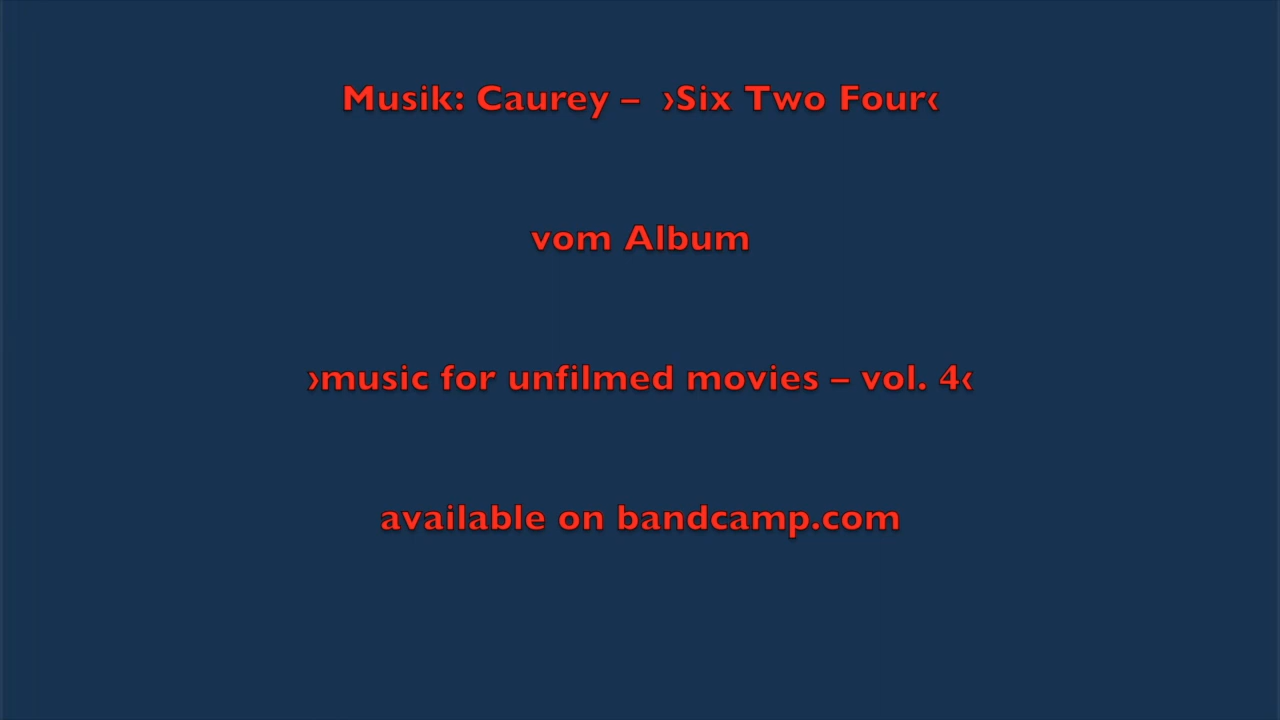 Musik: Caurey – ›Six Two Four‹
vom Album
›music for unfilmed movies – vol. 4‹
available on bandcamp.com